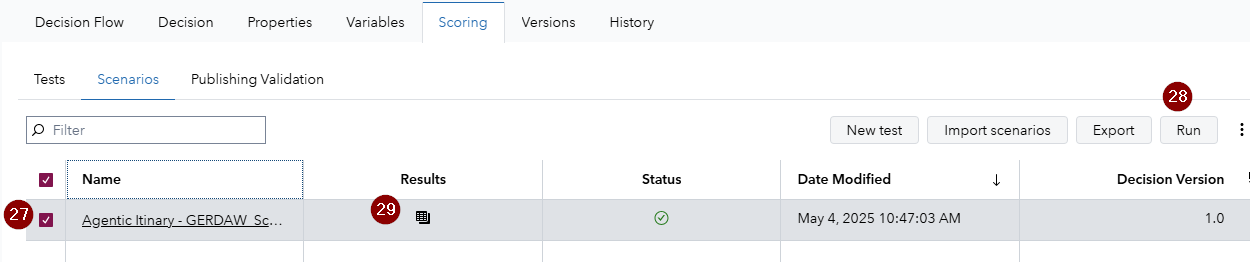 Decision Flow Decision Properties Variables Scoring Versions History
Tests Scenarios Publishing Validation
28
Filter New test Import scenarios Export Run
Name Results Status Date Modified Decision Version
27 Agentic Itinary - GERDAW_Sc... 29 May 4, 2025 10:47:03 AM 1.0